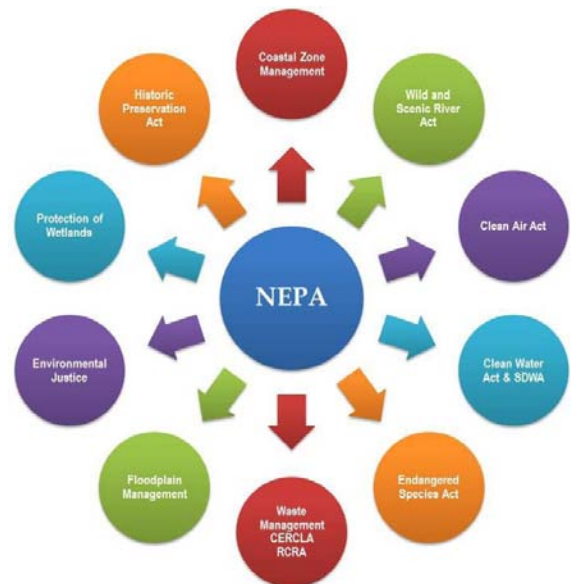 Coastal Zone
Management
Wild and
Scenic River
Act
Clean Air Act
Clean Water
Act & SDWA
Endangered
Species Act
Waste
Management
CERCLA
RCRA
Floodplain
Management
Environmental
Justice
Protection of
Wetlands
Historic
Preservation
Act
NEPA